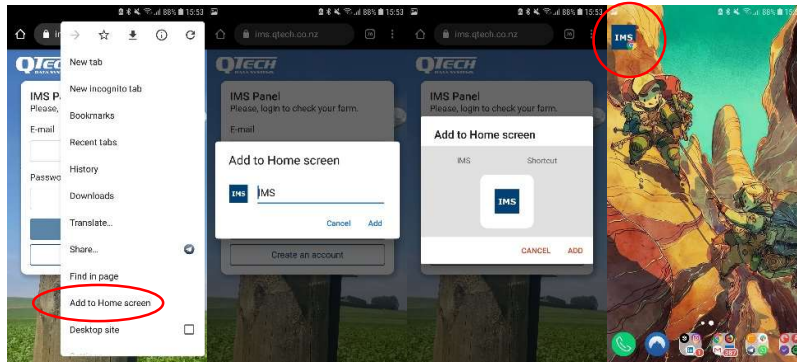 88% 15:53
New tab
New incognito tab
Bookmarks
Recent tabs
History
Downloads
Translate...
Share...
Find in page
Add to Home screen
Desktop site
IMS P
Please,
E-mail
Passwo
88% 15:53
ims.qtech.co.nz
QTECH
DATA SYSTEMS
IMS Panel
Please, login to check your farm.
E-mail
Add to Home screen
IMS
IMS
Cancel Add
Create an account
88% 15:53
ims.qtech.co.nz
QTECH
DATA SYSTEMS
IMS Panel
Please, login to check your farm.
Add to Home screen
IMS Shortcut
IMS
CANCEL ADD
88% 15:53
IMS